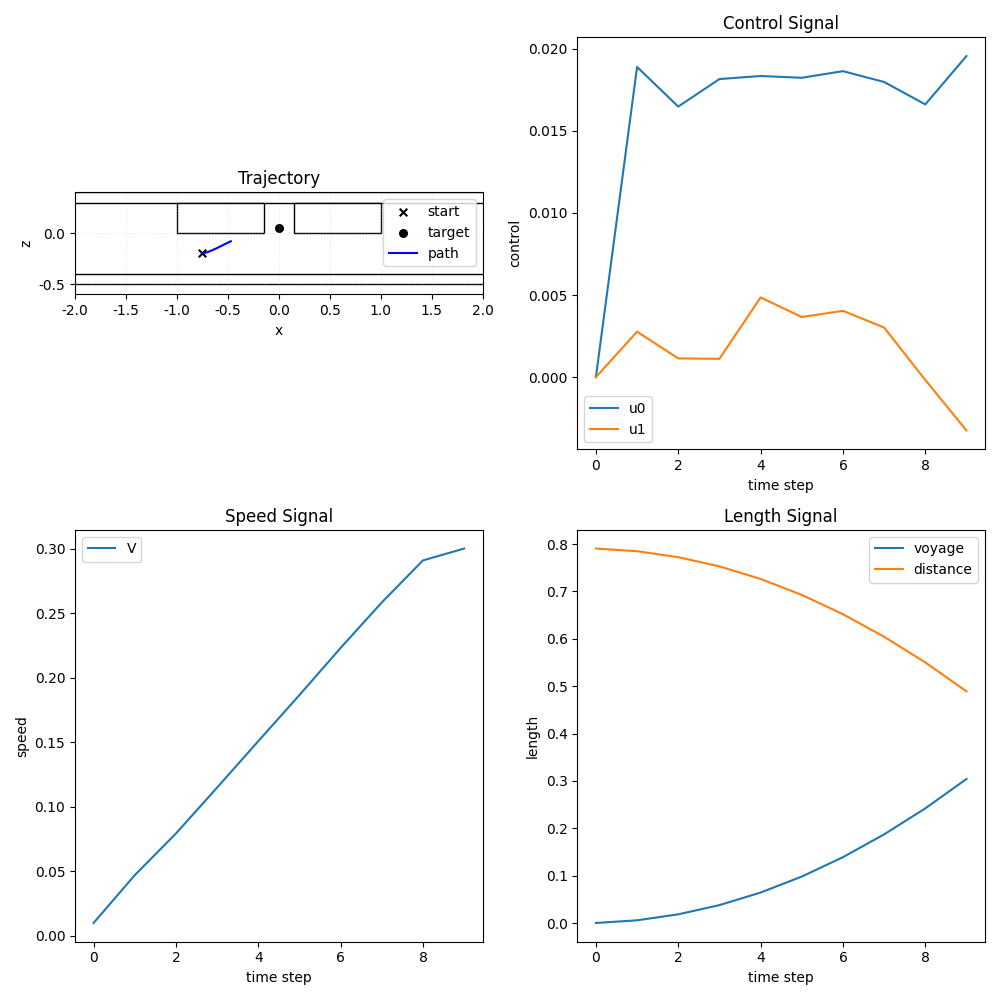 Trajectory
0.0
-0.5
z
start
target
path
-2.0 -1.5 -1.0 -0.5 0.0 0.5 1.0 1.5 2.0
x
Control Signal
0.020
0.015
0.010
0.005
0.000
control
u0
u1
0 2 4 6 8
time step
Speed Signal
V
0.30
0.25
0.20
0.15
0.10
0.05
0.00
speed
0 2 4 6 8
time step
Length Signal
voyage
distance
0.8
0.7
0.6
0.5
0.4
0.3
0.2
0.1
0.0
length
0 2 4 6 8
time step